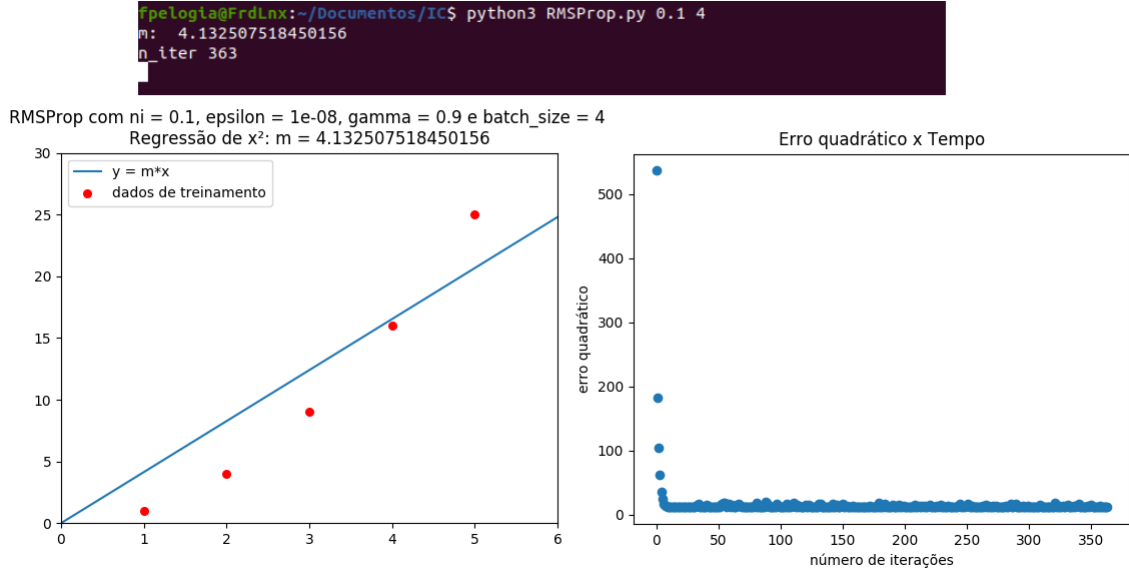 fpelogia@FrdLnx:~/Documentos/IC$ python3 RMSProp.py 0.1 4
m:  4.132507518450156
n_iter 363
RMSProp com ni = 0.1, epsilon = 1e-08, gamma = 0.9 e batch_size = 4
Regressão de x²: m = 4.132507518450156
y = m*x
dados de treinamento
30
25
20
15
10
5
0
0 1 2 3 4 5 6
Erro quadrático x Tempo
erro quadrático
500
400
300
200
100
0
0 50 100 150 200 250 300 350
número de iterações